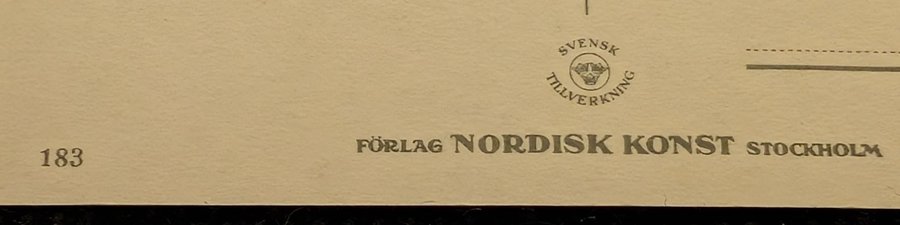 SVENSK
TILLVERKNING
183
FÖRLAG NORDISK KONST STOCKHOLM